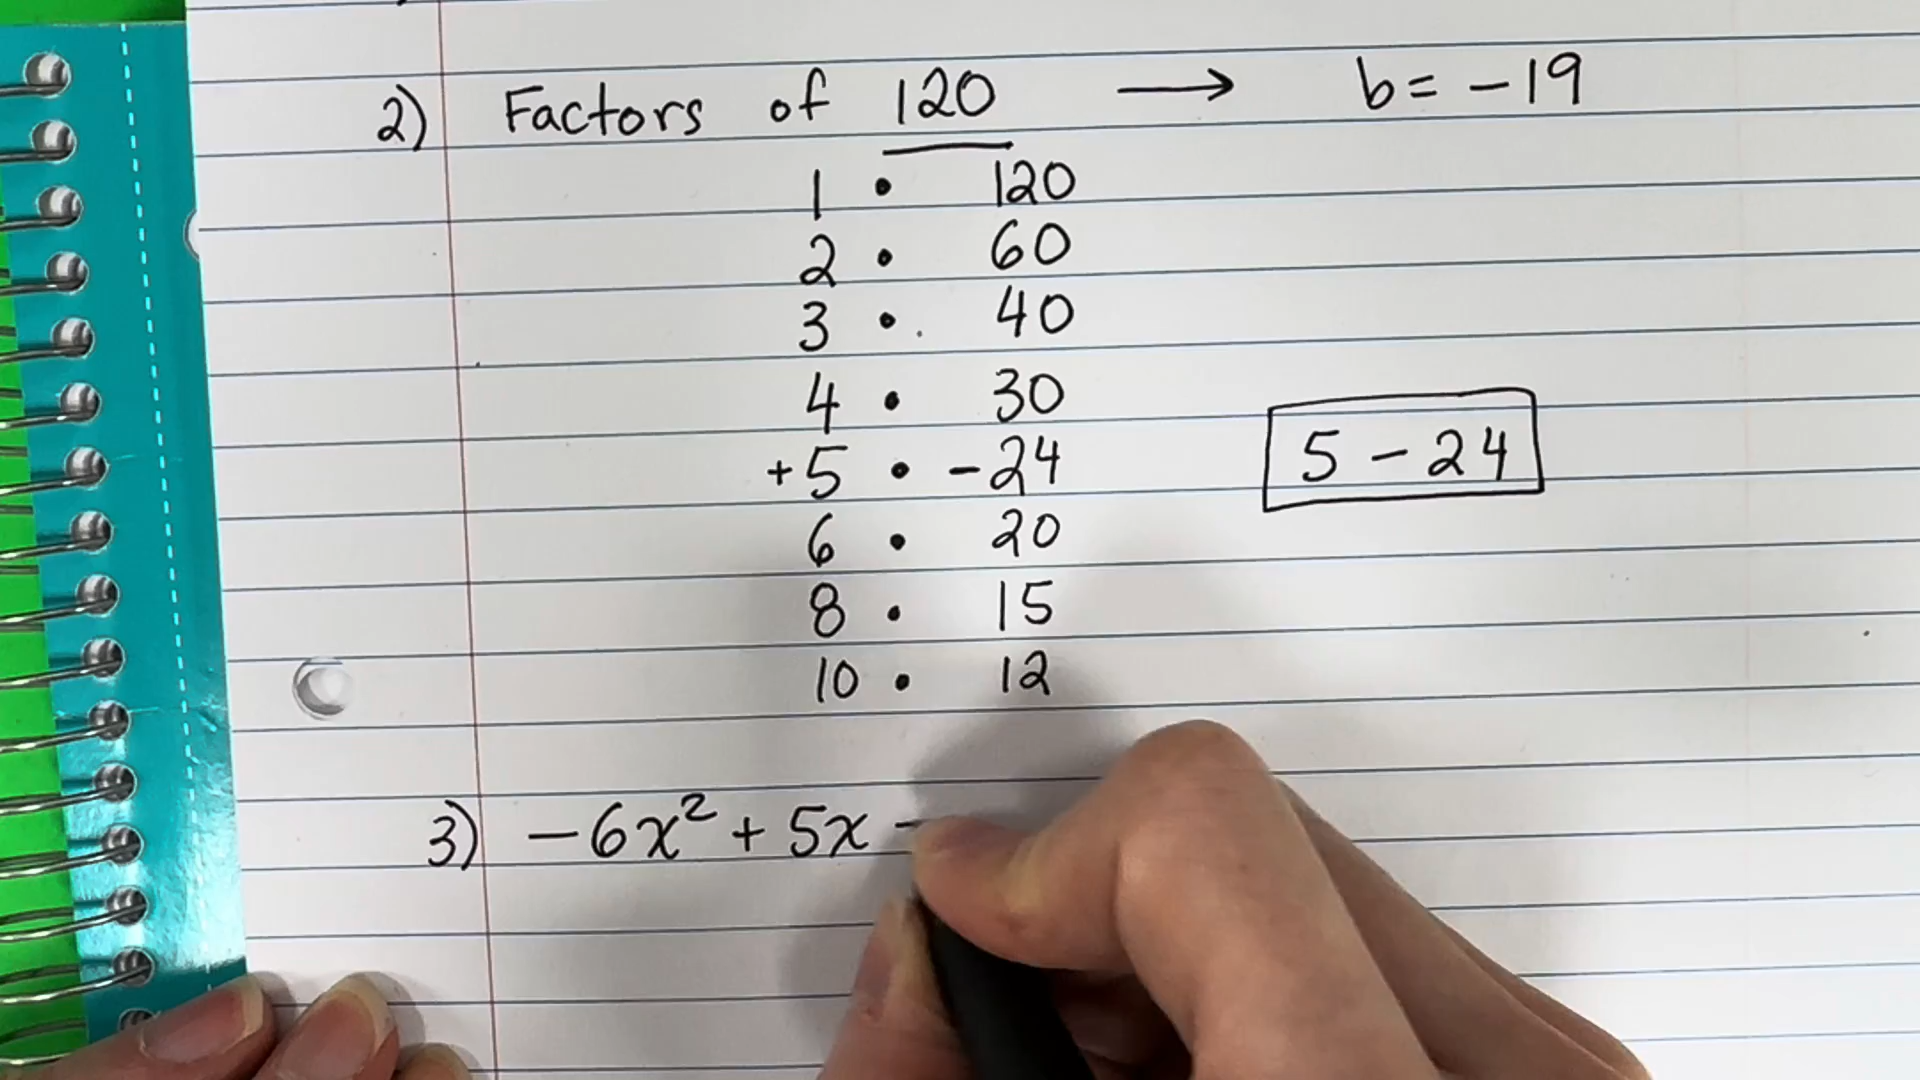 2) Factors of 120 → b = -19
1 • 120
2 • 60
3 • 40
4 • 30
+5 • -24 5 - 24
6 • 20
8 • 15
10 • 12
3) -6x² + 5x -